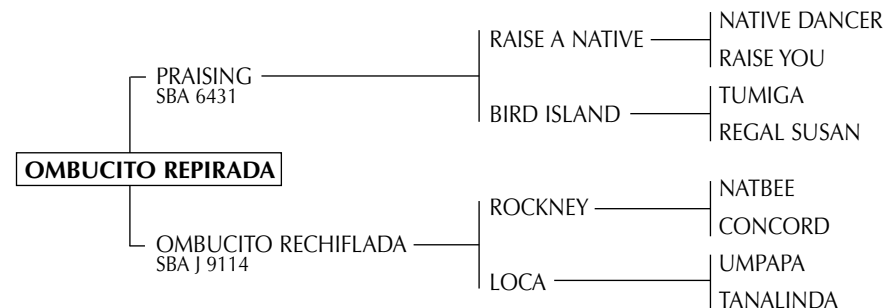 NATIVE DANCER
RAISE A NATIVE
RAISE YOU
PRAISING
SBA 6431
TUMIGA
BIRD ISLAND
REGAL SUSAN
OMBUCITO REPIRADA
NATBEE
ROCKNEY
CONCORD
OMBUCITO RECHIFLADA
SBA J 9114
UMPAPA
LOCA
TANALINDA